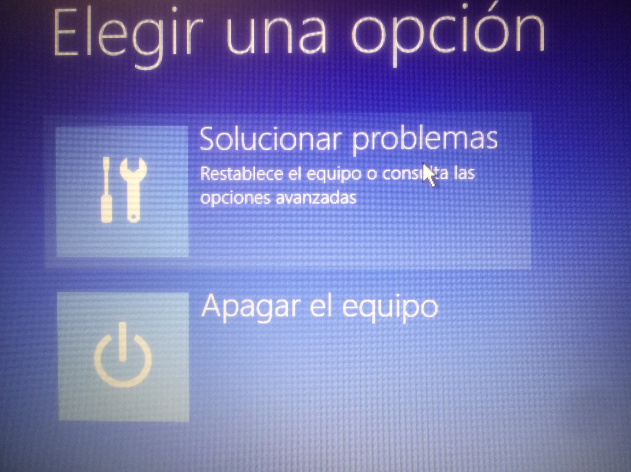 Elegir una opción
Solucionar problemas
Restablece el equipo o consulta las
opciones avanzadas
Apagar el equipo